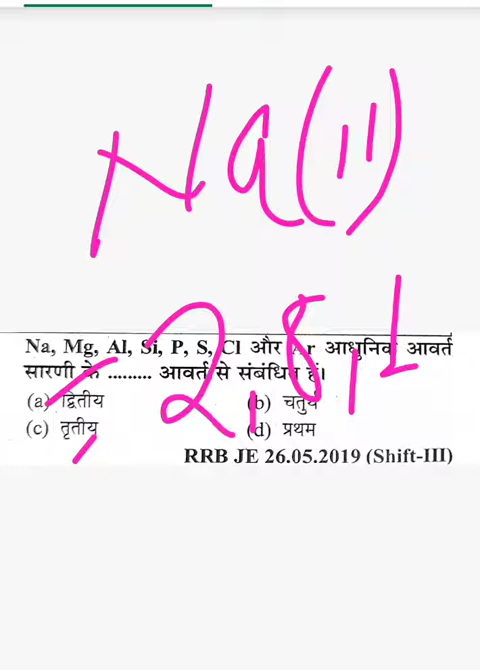 Na(11)
2,8,1
Na, Mg, Al, Si, P, S, Cl और Ar आधुनिक आवर्त
सारणी के ......... आवर्त से संबंधित हैं।
(a) द्वितीय (b) चतुर्थ
(c) तृतीय (d) प्रथम
RRB JE 26.05.2019 (Shift-III)